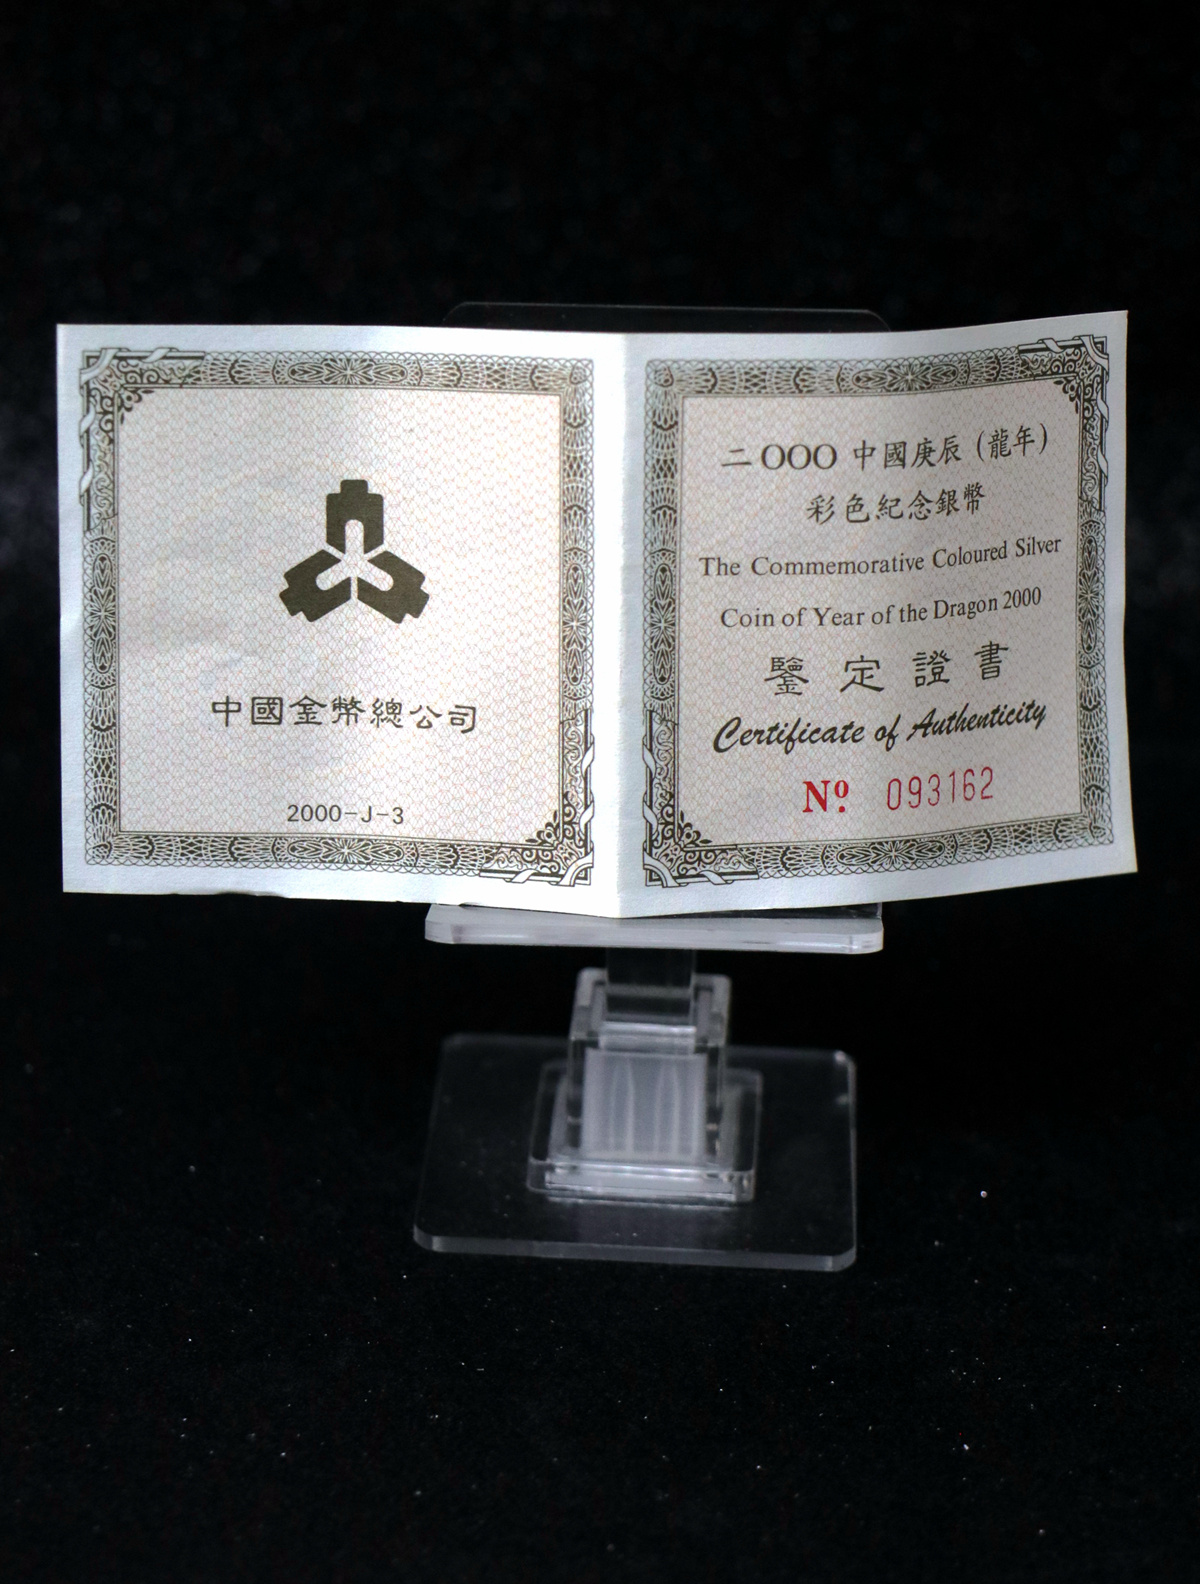 中國金幣總公司
2000-J-3
二OOO 中國庚辰 (龍年)
彩色紀念銀幣
The Commemorative Coloured Silver
Coin of Year of the Dragon 2000
鑒定證書
Certificate of Authenticity
Nº 093162